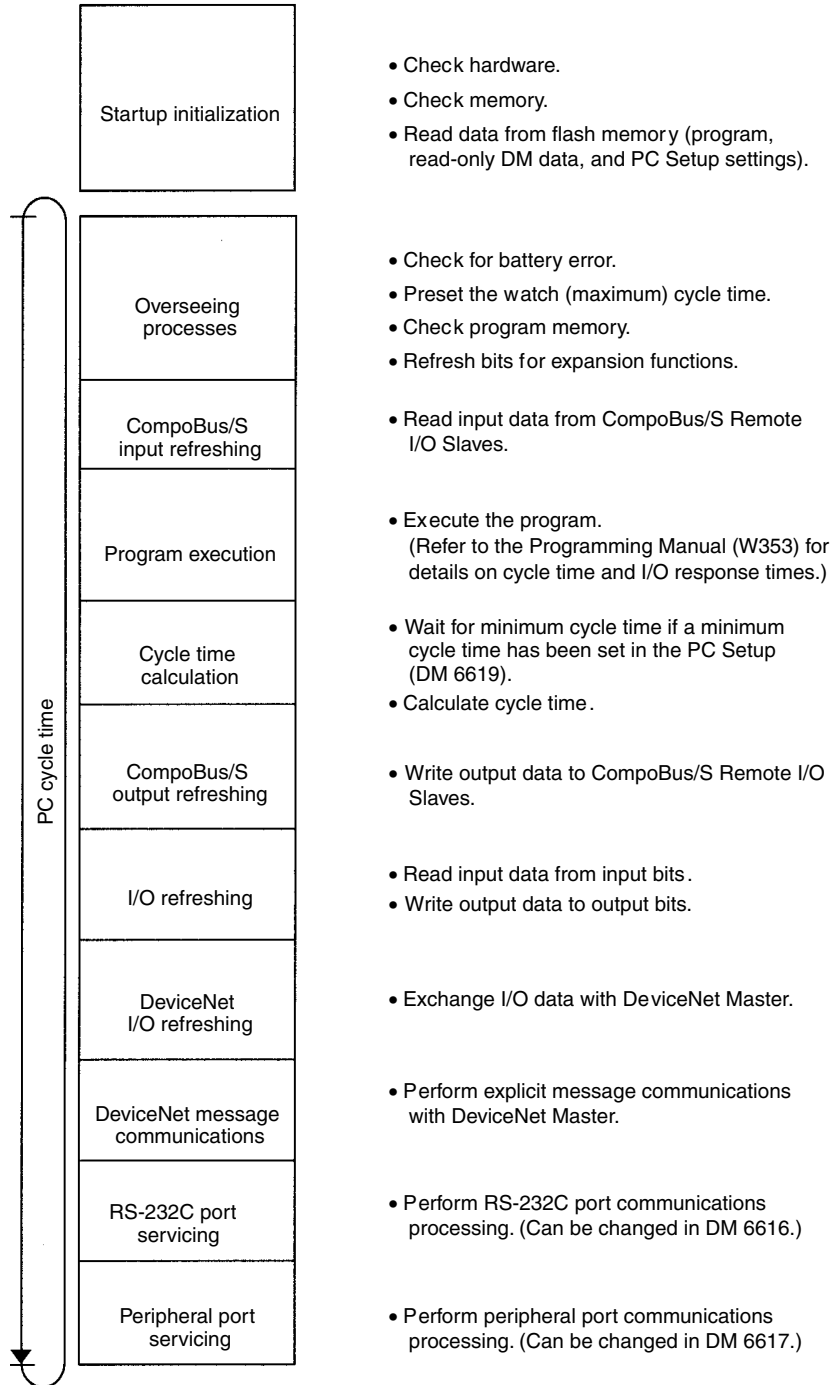 Startup initialization
• Check hardware.
• Check memory.
• Read data from flash memory (program,
read-only DM data, and PC Setup settings).
PC cycle time
Overseeing
processes
• Check for battery error.
• Preset the watch (maximum) cycle time.
• Check program memory.
• Refresh bits for expansion functions.
CompoBus/S
input refreshing
• Read input data from CompoBus/S Remote
I/O Slaves.
Program execution
• Execute the program.
(Refer to the Programming Manual (W353) for
details on cycle time and I/O response times.)
Cycle time
calculation
• Wait for minimum cycle time if a minimum
cycle time has been set in the PC Setup
(DM 6619).
• Calculate cycle time.
CompoBus/S
output refreshing
• Write output data to CompoBus/S Remote I/O
Slaves.
I/O refreshing
• Read input data from input bits.
• Write output data to output bits.
DeviceNet
I/O refreshing
• Exchange I/O data with DeviceNet Master.
DeviceNet message
communications
• Perform explicit message communications
with DeviceNet Master.
RS-232C port
servicing
• Perform RS-232C port communications
processing. (Can be changed in DM 6616.)
Peripheral port
servicing
• Perform peripheral port communications
processing. (Can be changed in DM 6617.)